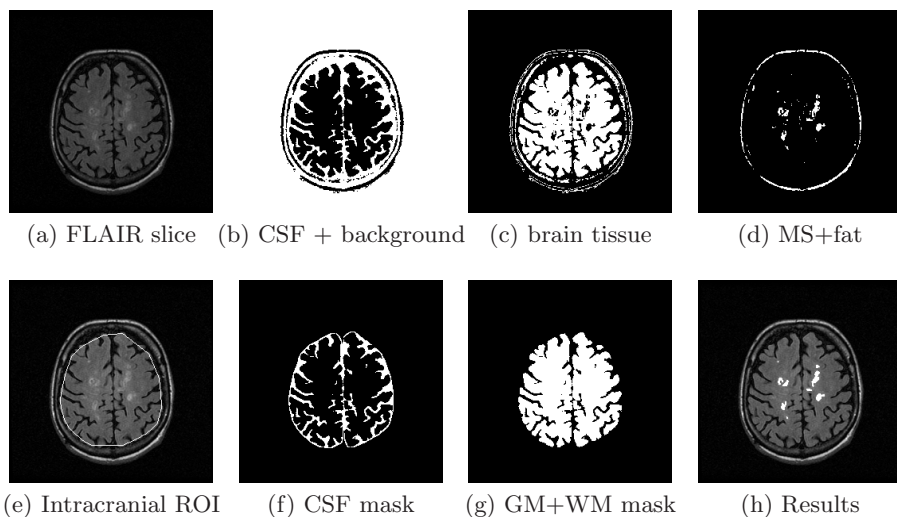 (a) FLAIR slice
(b) CSF + background
(c) brain tissue
(d) MS+fat
(e) Intracranial ROI
(f) CSF mask
(g) GM+WM mask
(h) Results